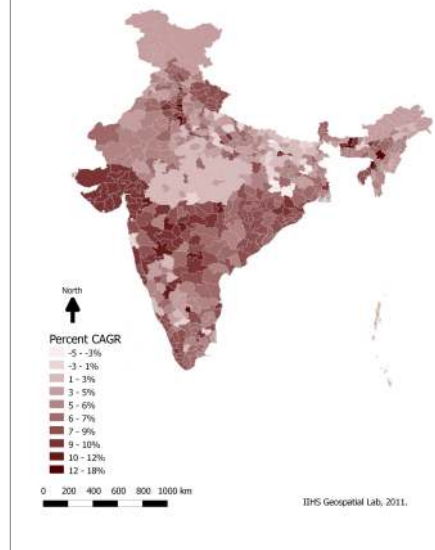 North
Percent CAGR
-5 - -3%
-3 - 1%
1 - 3%
3 - 5%
5 - 6%
6 - 7%
7 - 9%
9 - 10%
10 - 12%
12 - 18%
0 200 400 600 800 1000 km
IIHS Geospatial Lab, 2011.